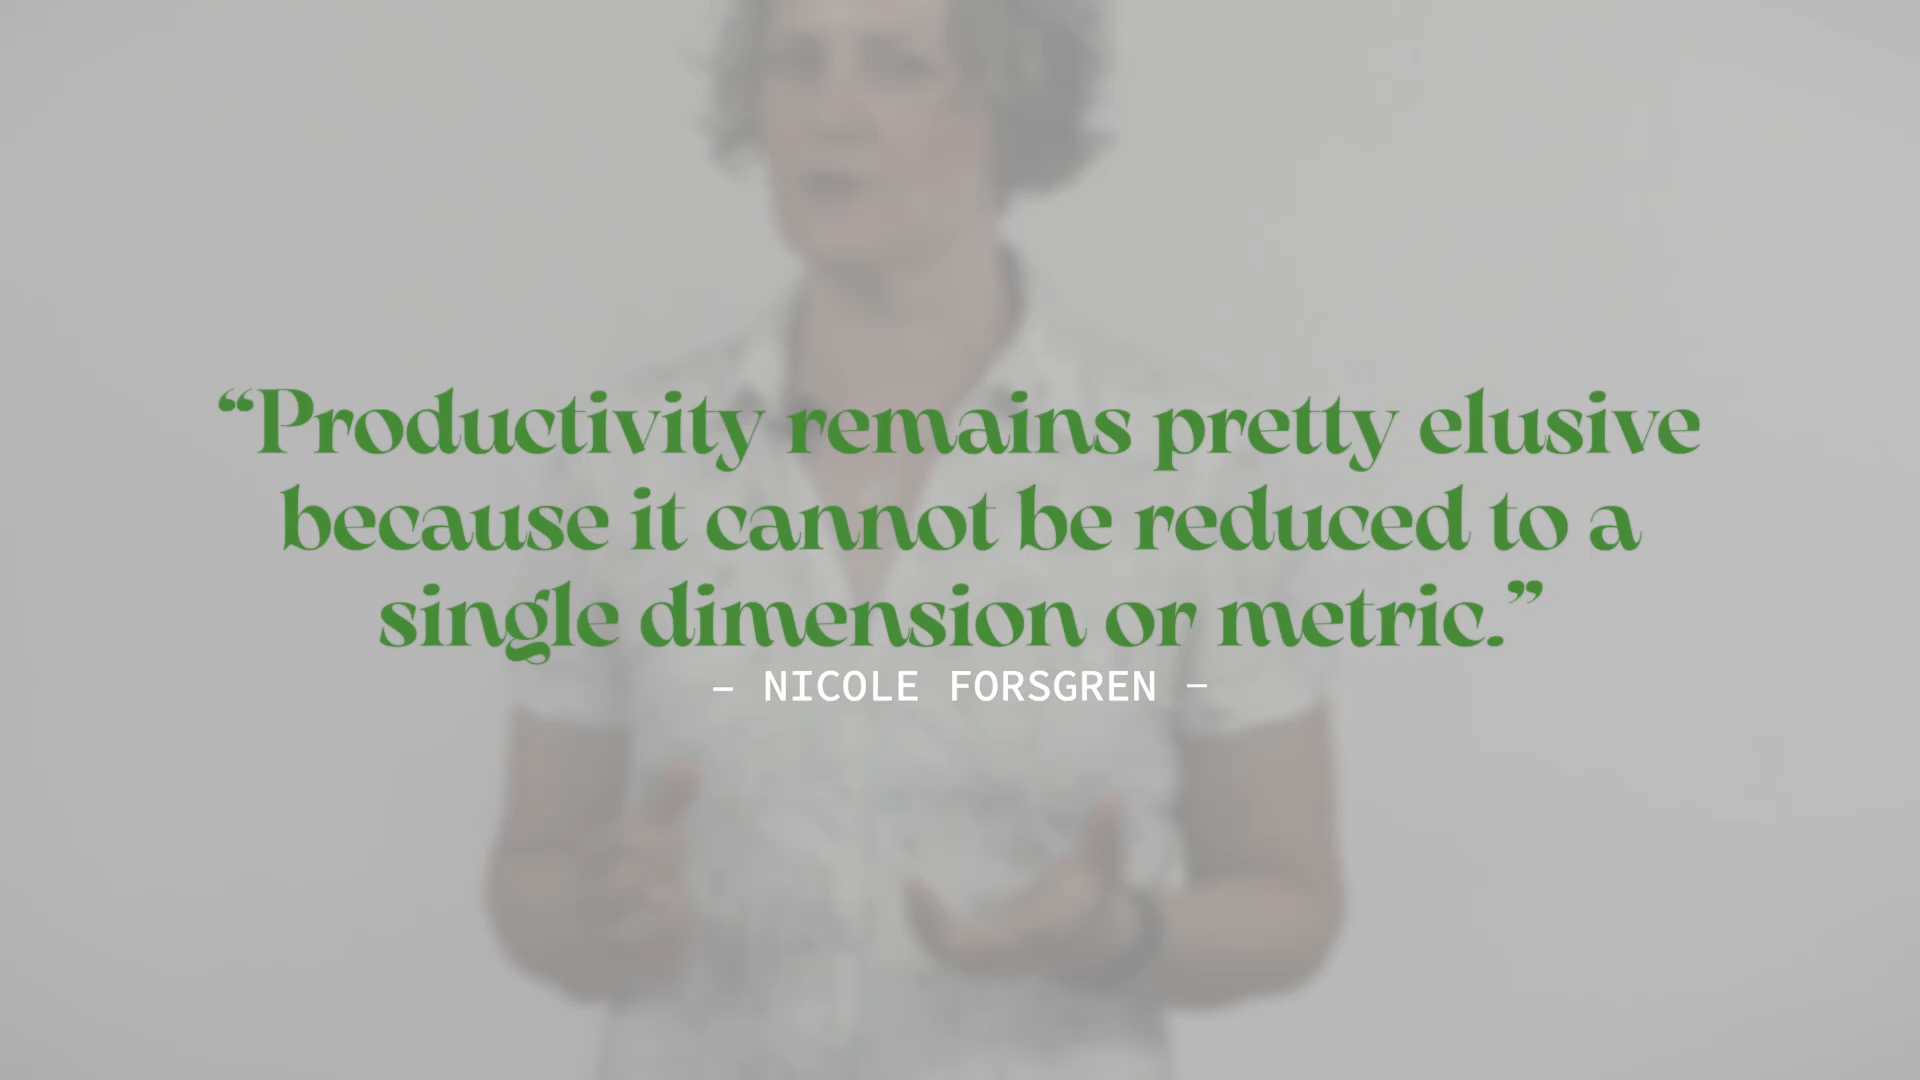 “Productivity remains pretty elusive
because it cannot be reduced to a
single dimension or metric.”
– NICOLE FORSGREN –